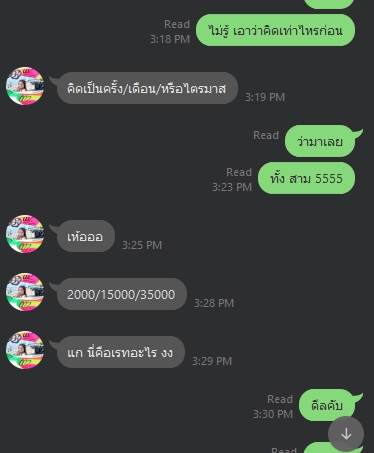 Read
3:18 PM
ไม่รู้ เอาว่าคิดเท่าไหรก่อน
คิดเป็นครั้ง/เดือน/หรือไตรมาส
3:19 PM
Read
ว่ามาเลย
Read
3:23 PM
ทั้ง สาม 5555
เห้อออ
3:25 PM
2000/15000/35000
3:28 PM
แก นี่คือเรทอะไร งง
3:29 PM
Read
3:30 PM
ดีลคับ
Read